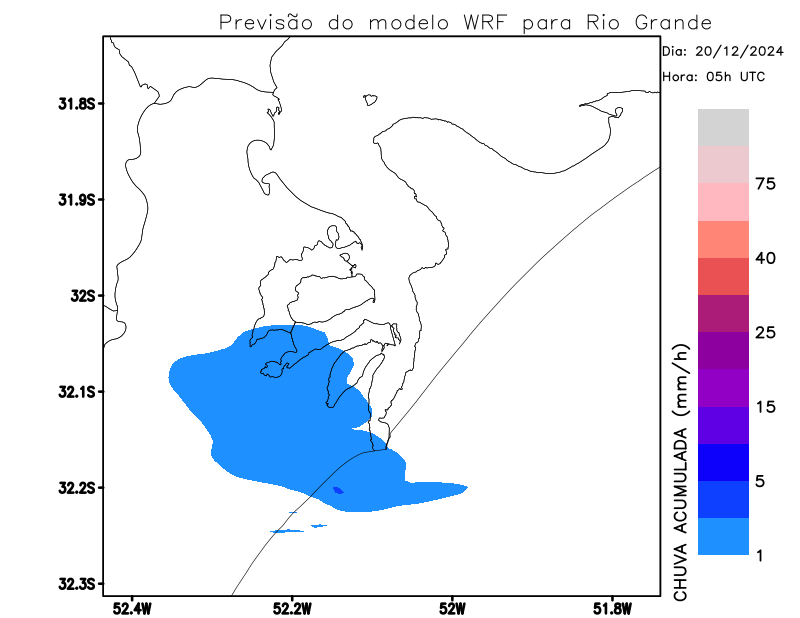 Previsão do modelo WRF para Rio Grande
Dia: 20/12/2024
Hora: 05h UTC
31.8S
31.9S
32S
32.1S
32.2S
32.3S
52.4W
52.2W
52W
51.8W
75
40
25
15
5
1
CHUVA ACUMULADA (mm/h)